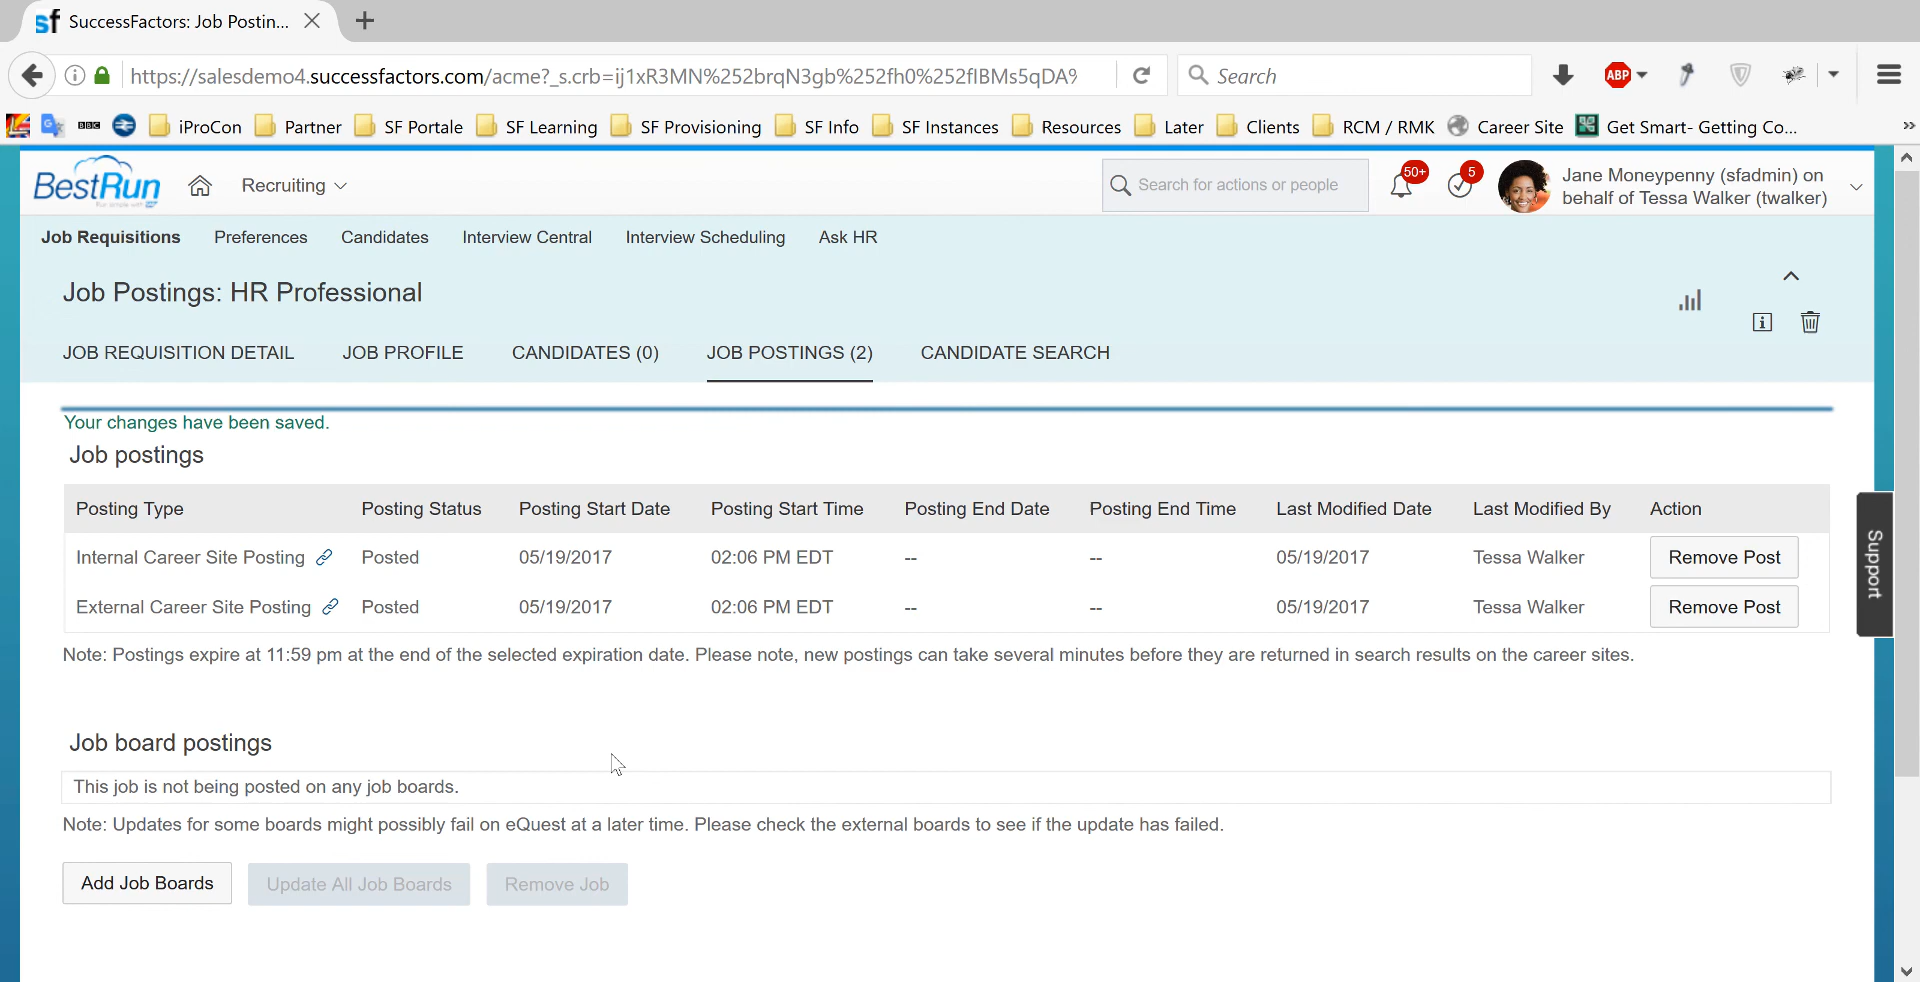 sf SuccessFactors: Job Postin...
https://salesdemo4.successfactors.com/acme?_s.crb=ij1xR3MN%252brqN3gb%252fh0%252fIBMs5qDA%
Search
ABP
BBC iProCon Partner SF Portale SF Learning SF Provisioning SF Info SF Instances Resources Later Clients RCM / RMK Career Site Get Smart- Getting Co... »
BestRun
Recruiting
Search for actions or people
50+
5
Jane Moneypenny (sfadmin) on
behalf of Tessa Walker (twalker)
Job Requisitions Preferences Candidates Interview Central Interview Scheduling Ask HR
Job Postings: HR Professional
JOB REQUISITION DETAIL JOB PROFILE CANDIDATES (0) JOB POSTINGS (2) CANDIDATE SEARCH
Your changes have been saved.
Job postings
Posting Type Posting Status Posting Start Date Posting Start Time Posting End Date Posting End Time Last Modified Date Last Modified By Action
Internal Career Site Posting Posted 05/19/2017 02:06 PM EDT -- -- 05/19/2017 Tessa Walker Remove Post
External Career Site Posting Posted 05/19/2017 02:06 PM EDT -- -- 05/19/2017 Tessa Walker Remove Post
Support
Note: Postings expire at 11:59 pm at the end of the selected expiration date. Please note, new postings can take several minutes before they are returned in search results on the career sites.
Job board postings
This job is not being posted on any job boards.
Note: Updates for some boards might possibly fail on eQuest at a later time. Please check the external boards to see if the update has failed.
Add Job Boards Update All Job Boards Remove Job